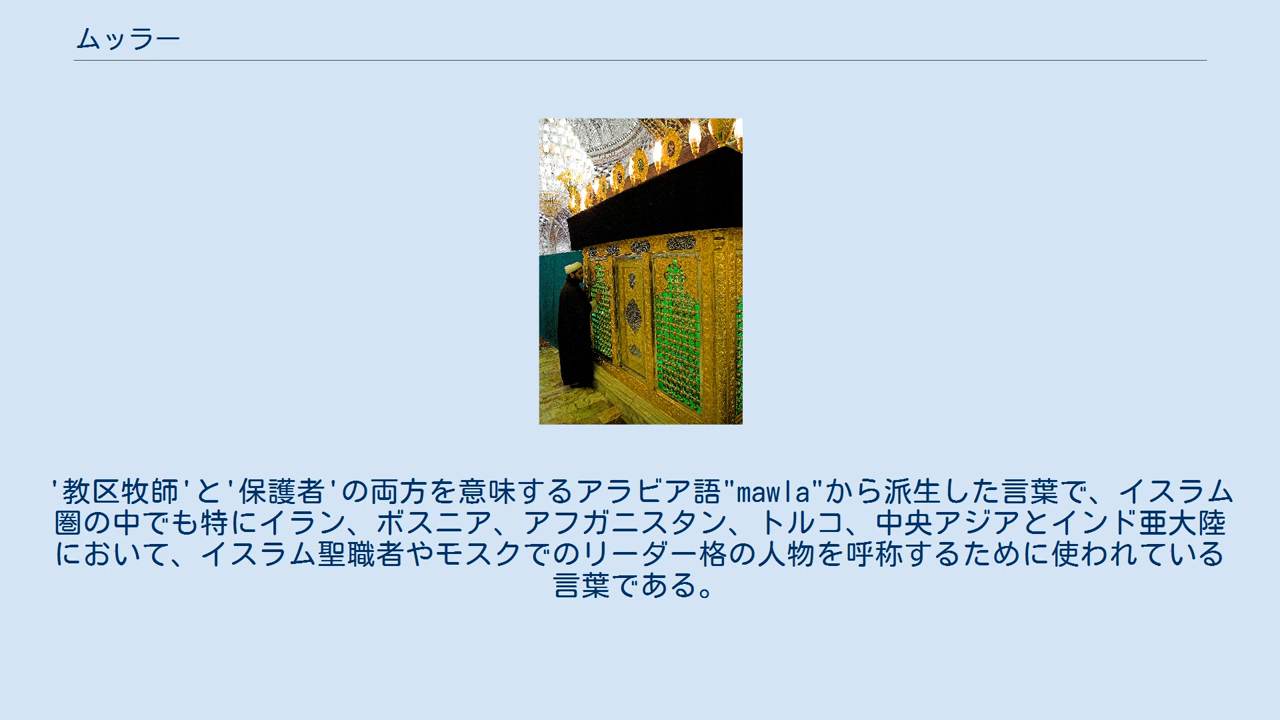 ムッラー
'教区牧師'と'保護者'の両方を意味するアラビア語"mawla"から派生した言葉で、イスラム
圏の中でも特にイラン、ボスニア、アフガニスタン、トルコ、中央アジアとインド亜大陸
において、イスラム聖職者やモスクでのリーダー格の人物を呼称するために使われている
言葉である。